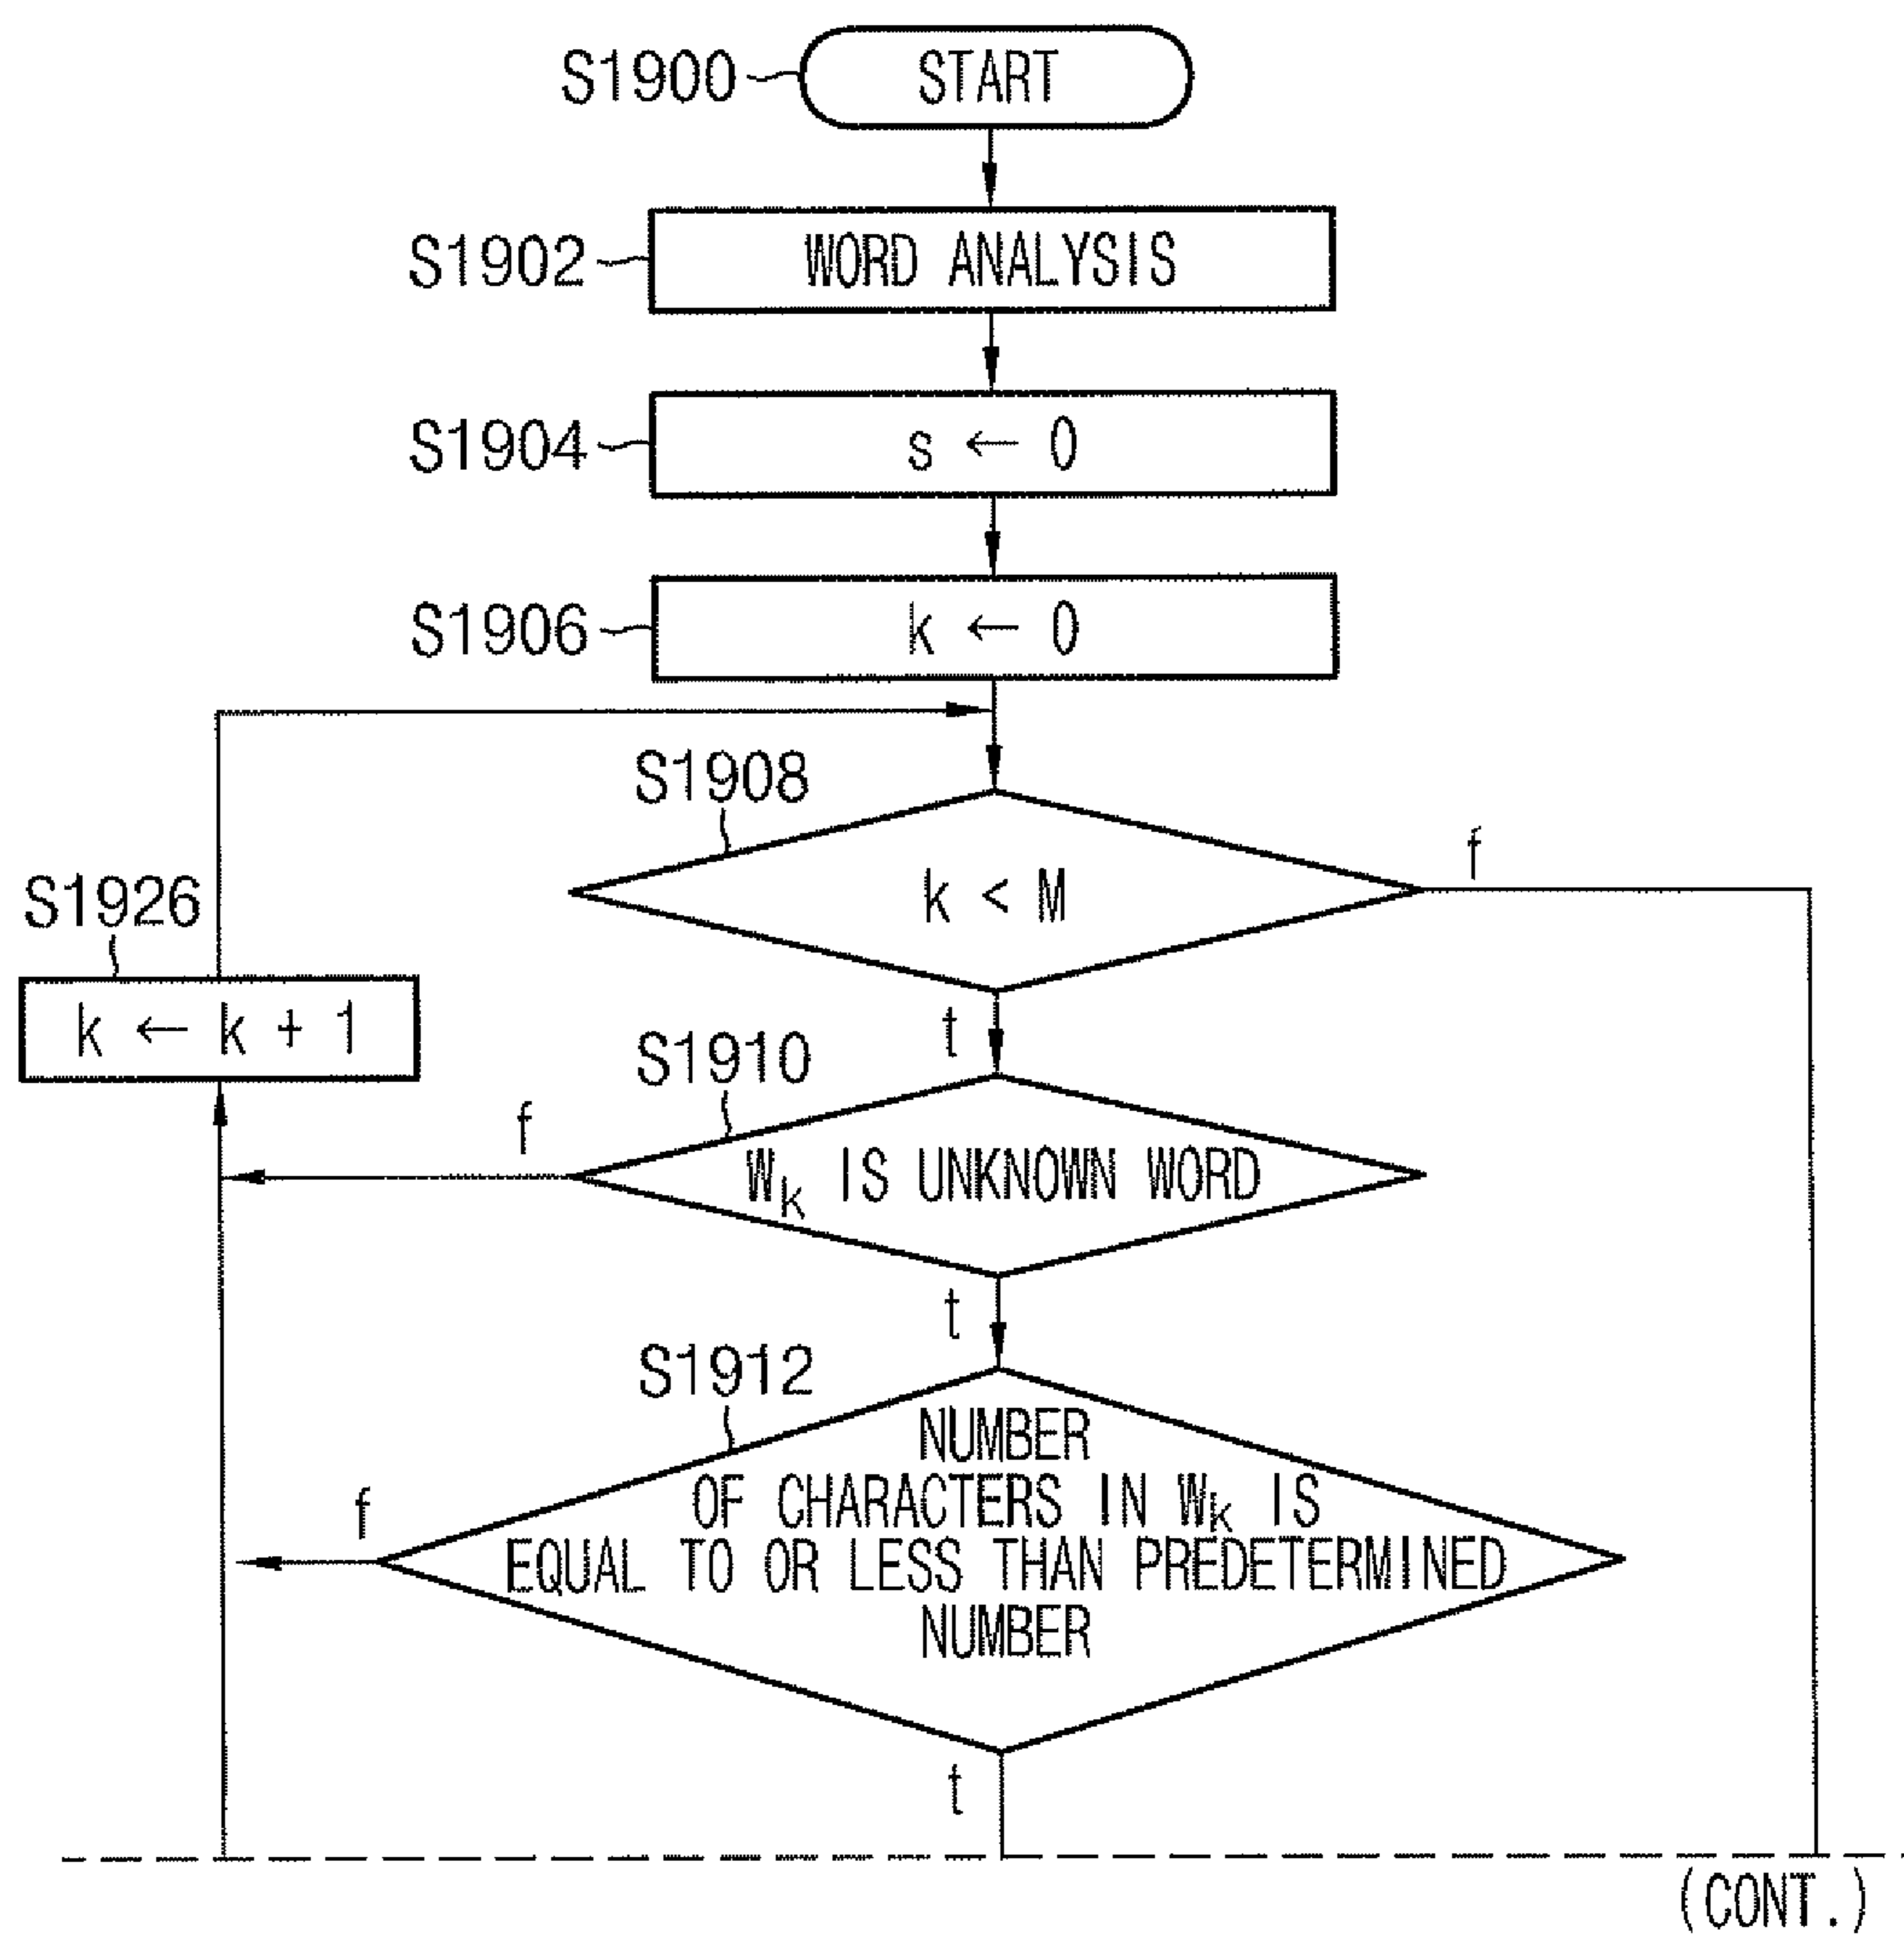 S1900
START
S1902
WORD ANALYSIS
S1904
s ← 0
S1906
k ← 0
S1908
k < M
f
S1926
k ← k + 1
t
S1910
f
Wk IS UNKNOWN WORD
t
S1912
NUMBER
OF CHARACTERS IN Wk IS
EQUAL TO OR LESS THAN PREDETERMINED
NUMBER
f
t
(CONT.)